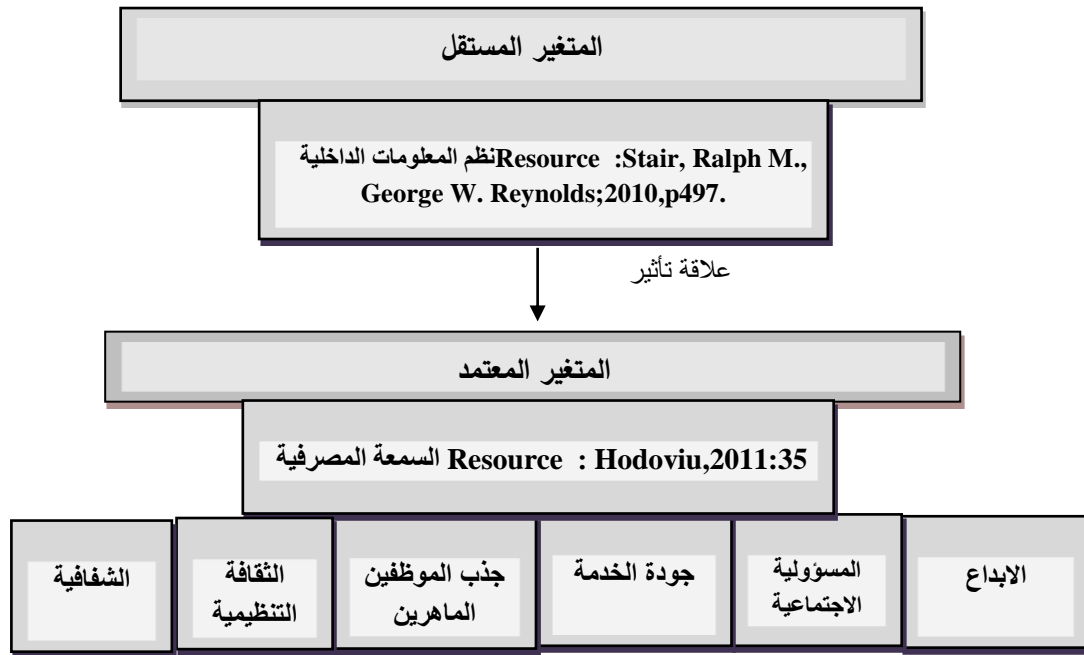 المتغير المستقل
نظم المعلومات الداخلية Resource :Stair, Ralph M.,
George W. Reynolds;2010,p497.
علاقة تأثير
المتغير المعتمد
السمعة المصرفية Resource : Hodoviu,2011:35
الابداع
المسؤولية
الاجتماعية
جودة الخدمة
جذب الموظفين
الماهرين
الثقافة
التنظيمية
الشفافية